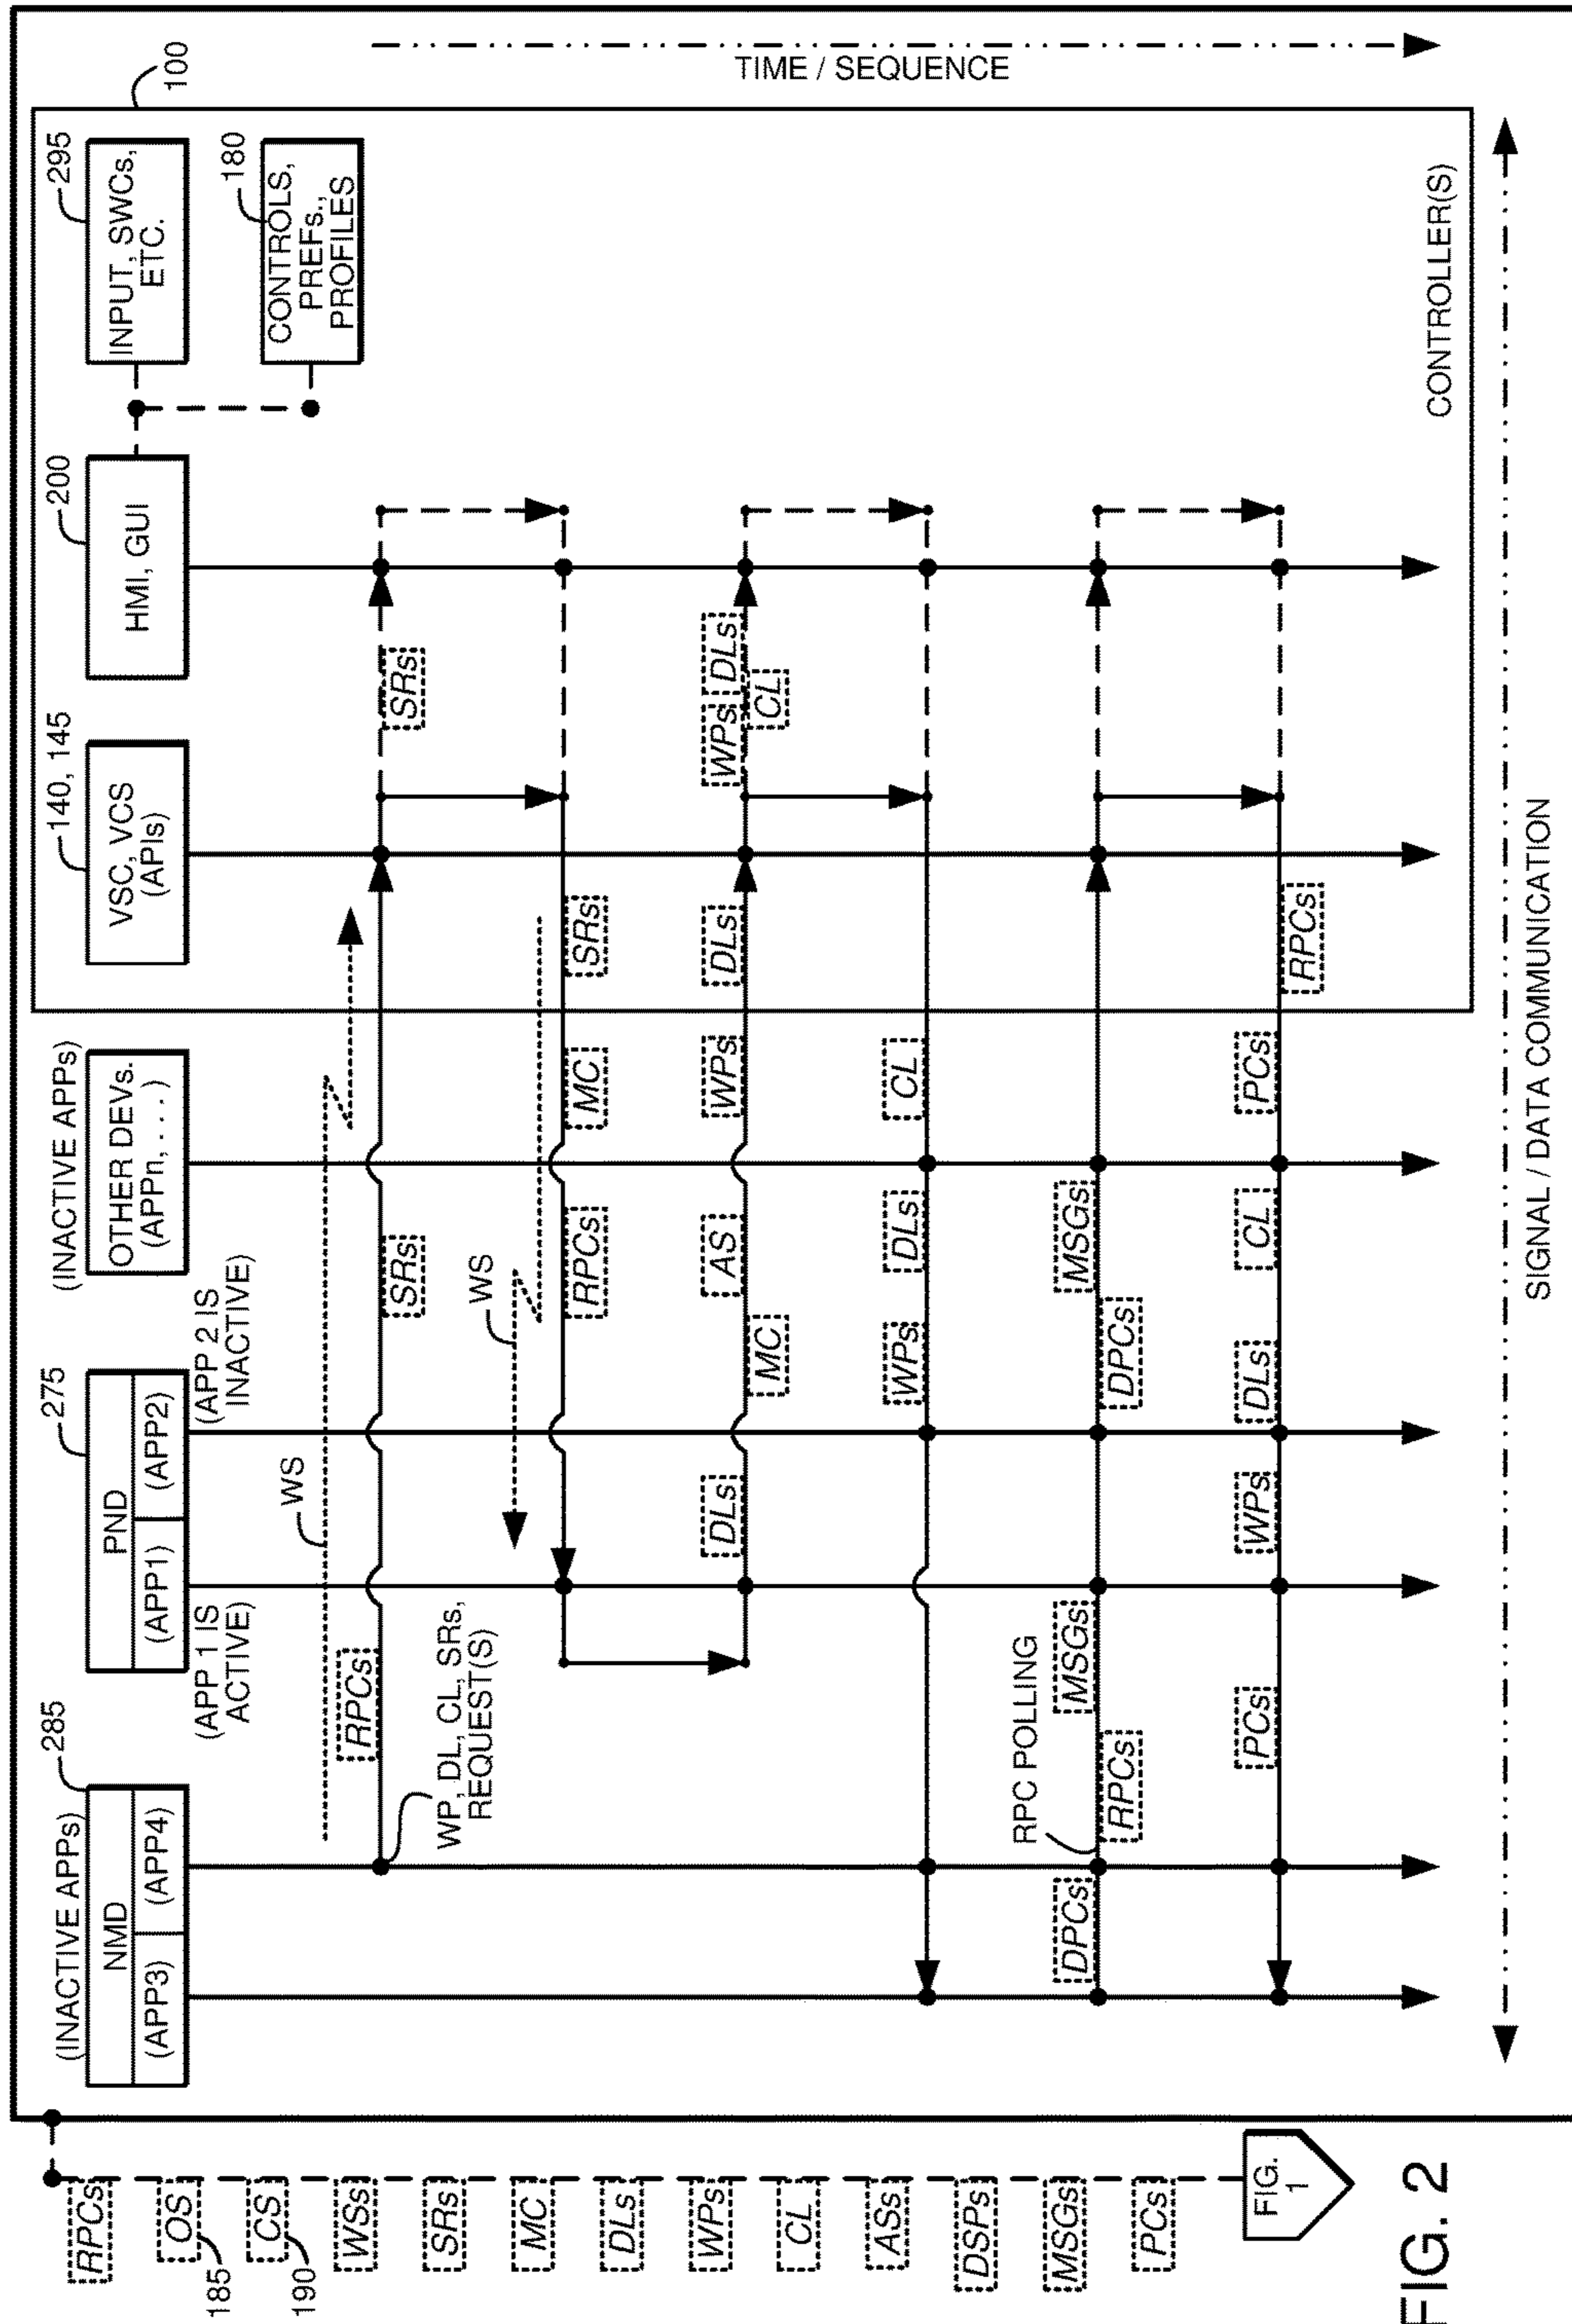 RPCs
OS
185
CS
190
WSs
SRs
MC
DLs
WPs
CL
ASs
DSPs
MSGs
PCs
FIG.
1
FIG. 2
(INACTIVE APPs)
285
NMD
(APP3)
(APP4)
275
PND
(APP1)
(APP2)
(APP 1 IS
ACTIVE)
(APP 2 IS
INACTIVE)
(INACTIVE APPs)
OTHER DEVs.
(APPn, . . . )
140, 145
VSC, VCS
(APIs)
200
HMI, GUI
295
INPUT, SWCs,
ETC.
180
CONTROLS,
PREFs.,
PROFILES
100
TIME / SEQUENCE
WS
RPCs
SRs
SRs
WP, DL, CL, SRs,
REQUEST(S)
WS
RPCs
MC
SRs
DLs
MC
AS
WPs
DLs
WPs
DLs
CL
WPs
DLs
CL
RPC POLLING
DPCs
RPCs
MSGs
DPCs
MSGs
PCs
WPs
DLs
CL
PCs
RPCs
CONTROLLER(S)
SIGNAL / DATA COMMUNICATION